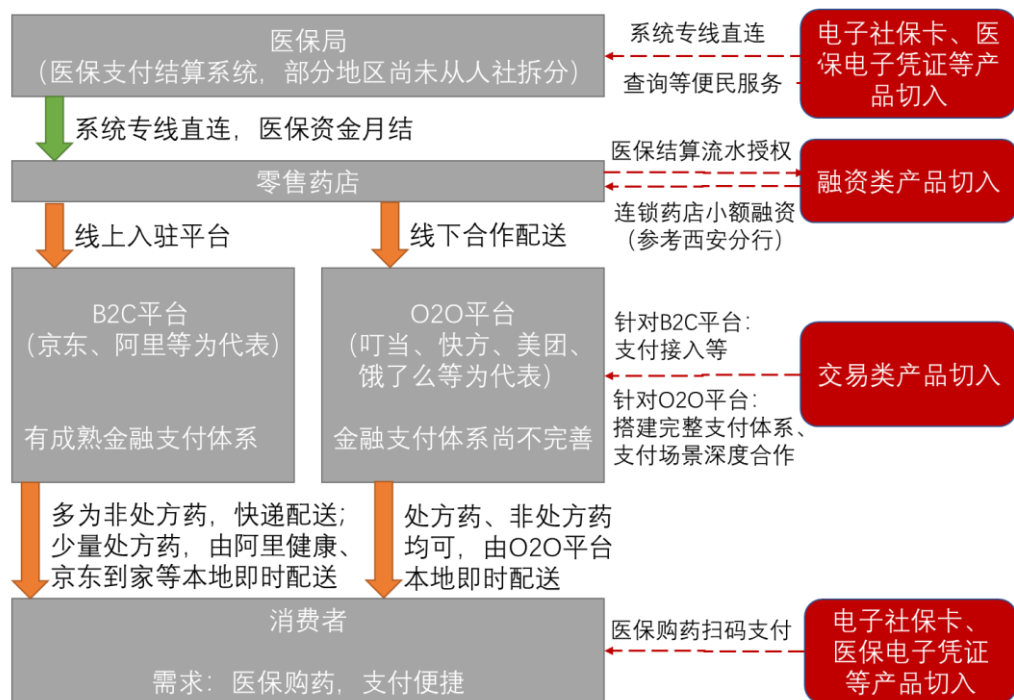 医保局
（医保支付结算系统，部分地区尚未从人社拆分）
系统专线直连
查询等便民服务
电子社保卡、医
保电子凭证等产
品切入
系统专线直连，医保资金月结
零售药店
医保结算流水授权
连锁药店小额融资
（参考西安分行）
融资类产品切入
线上入驻平台
线下合作配送
B2C平台
（京东、阿里等为代表）
有成熟金融支付体系
O2O平台
（叮当、快方、美团、
饿了么等为代表）
金融支付体系尚不完善
针对B2C平台：
支付接入等
针对O2O平台：
搭建完整支付体系、
支付场景深度合作
交易类产品切入
多为非处方药，快递配送；
少量处方药，由阿里健康、
京东到家等本地即时配送
处方药、非处方药
均可，由O2O平台
本地即时配送
消费者
需求：医保购药，支付便捷
医保购药扫码支付
电子社保卡、
医保电子凭证
等产品切入